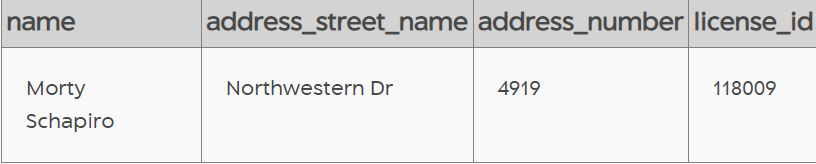 name address_street_name address_number license_id
Morty Northwestern Dr 4919 118009
Schapiro